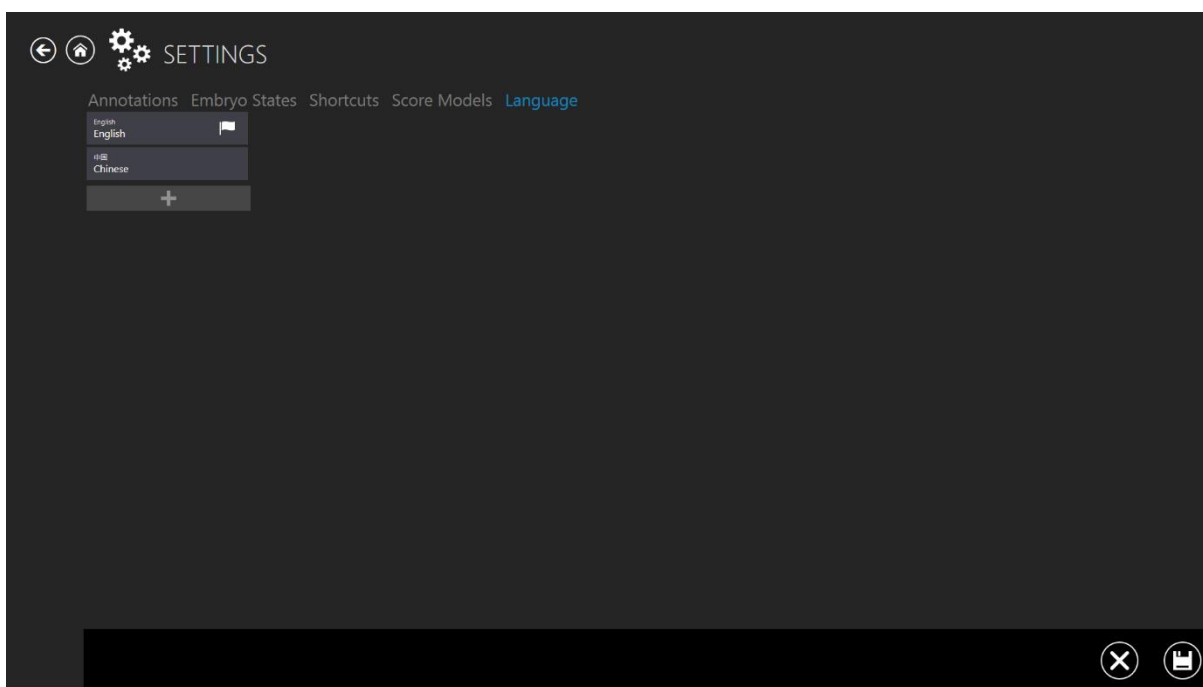 SETTINGS
Annotations Embryo States Shortcuts Score Models Language
English
English
中国
Chinese